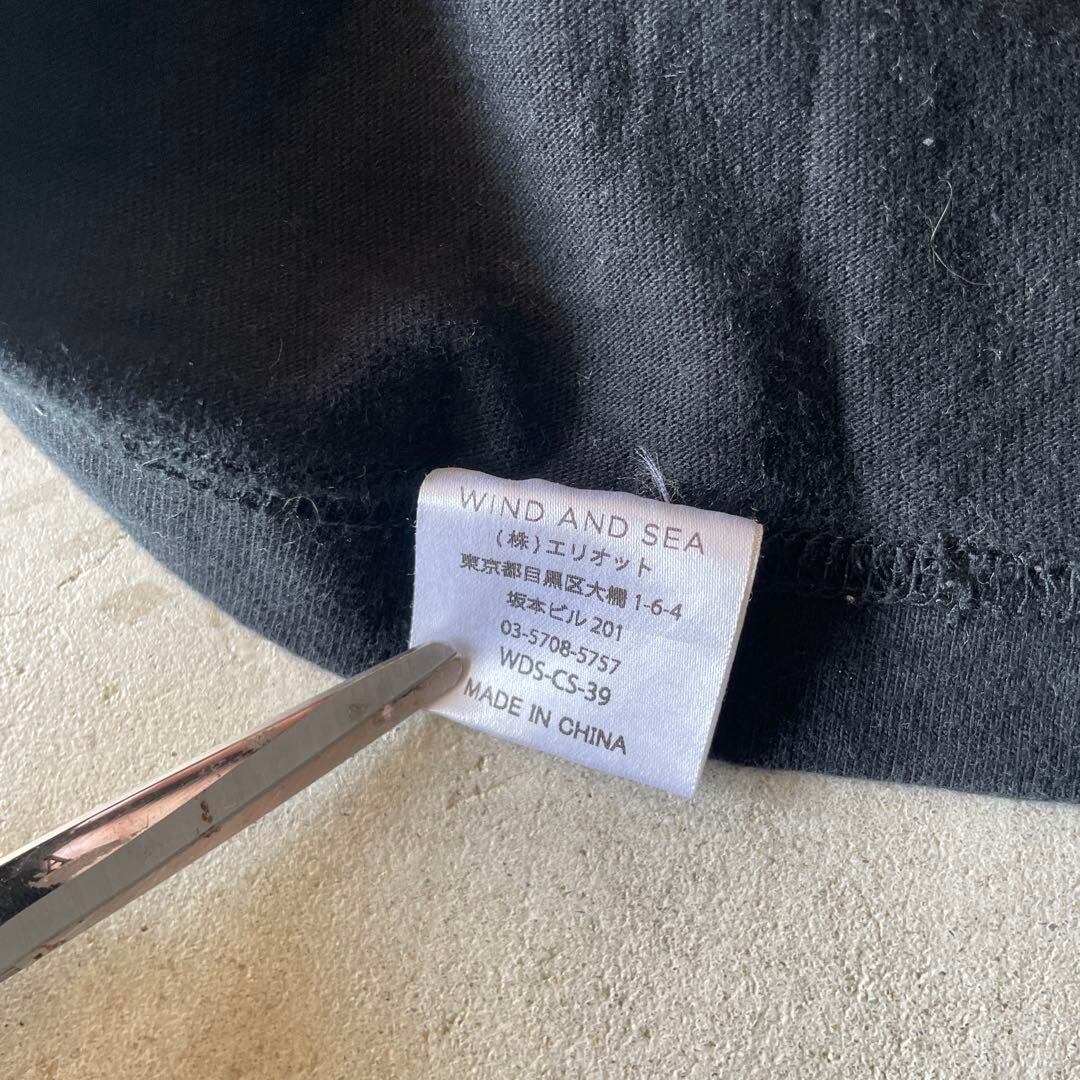 WIND AND SEA
(株)エリオット
東京都目黒区大橋 1-6-4
坂本ビル 201
03-5708-5757
WDS-CS-39
MADE IN CHINA